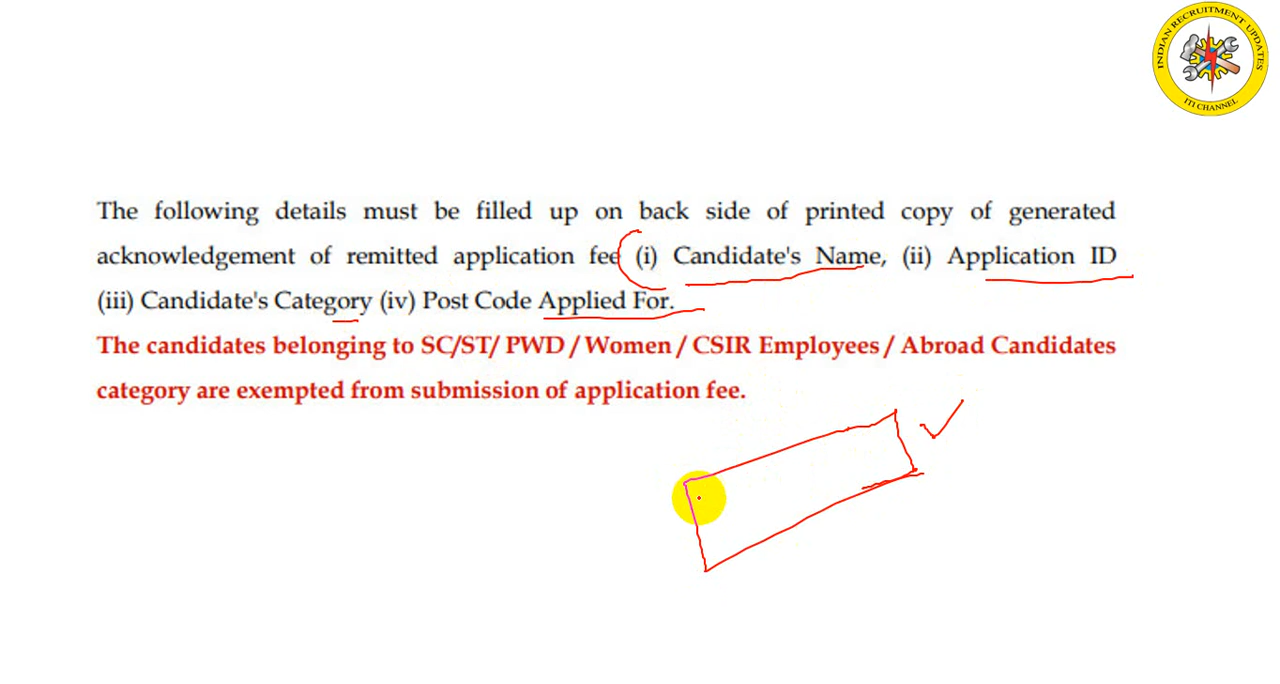 INDIAN RECRUITMENT UPDATES
ITI CHANNEL
The following details must be filled up on back side of printed copy of generated
acknowledgement of remitted application fee (i) Candidate's Name, (ii) Application ID
(iii) Candidate's Category (iv) Post Code Applied For.
The candidates belonging to SC/ST/ PWD / Women / CSIR Employees / Abroad Candidates
category are exempted from submission of application fee.